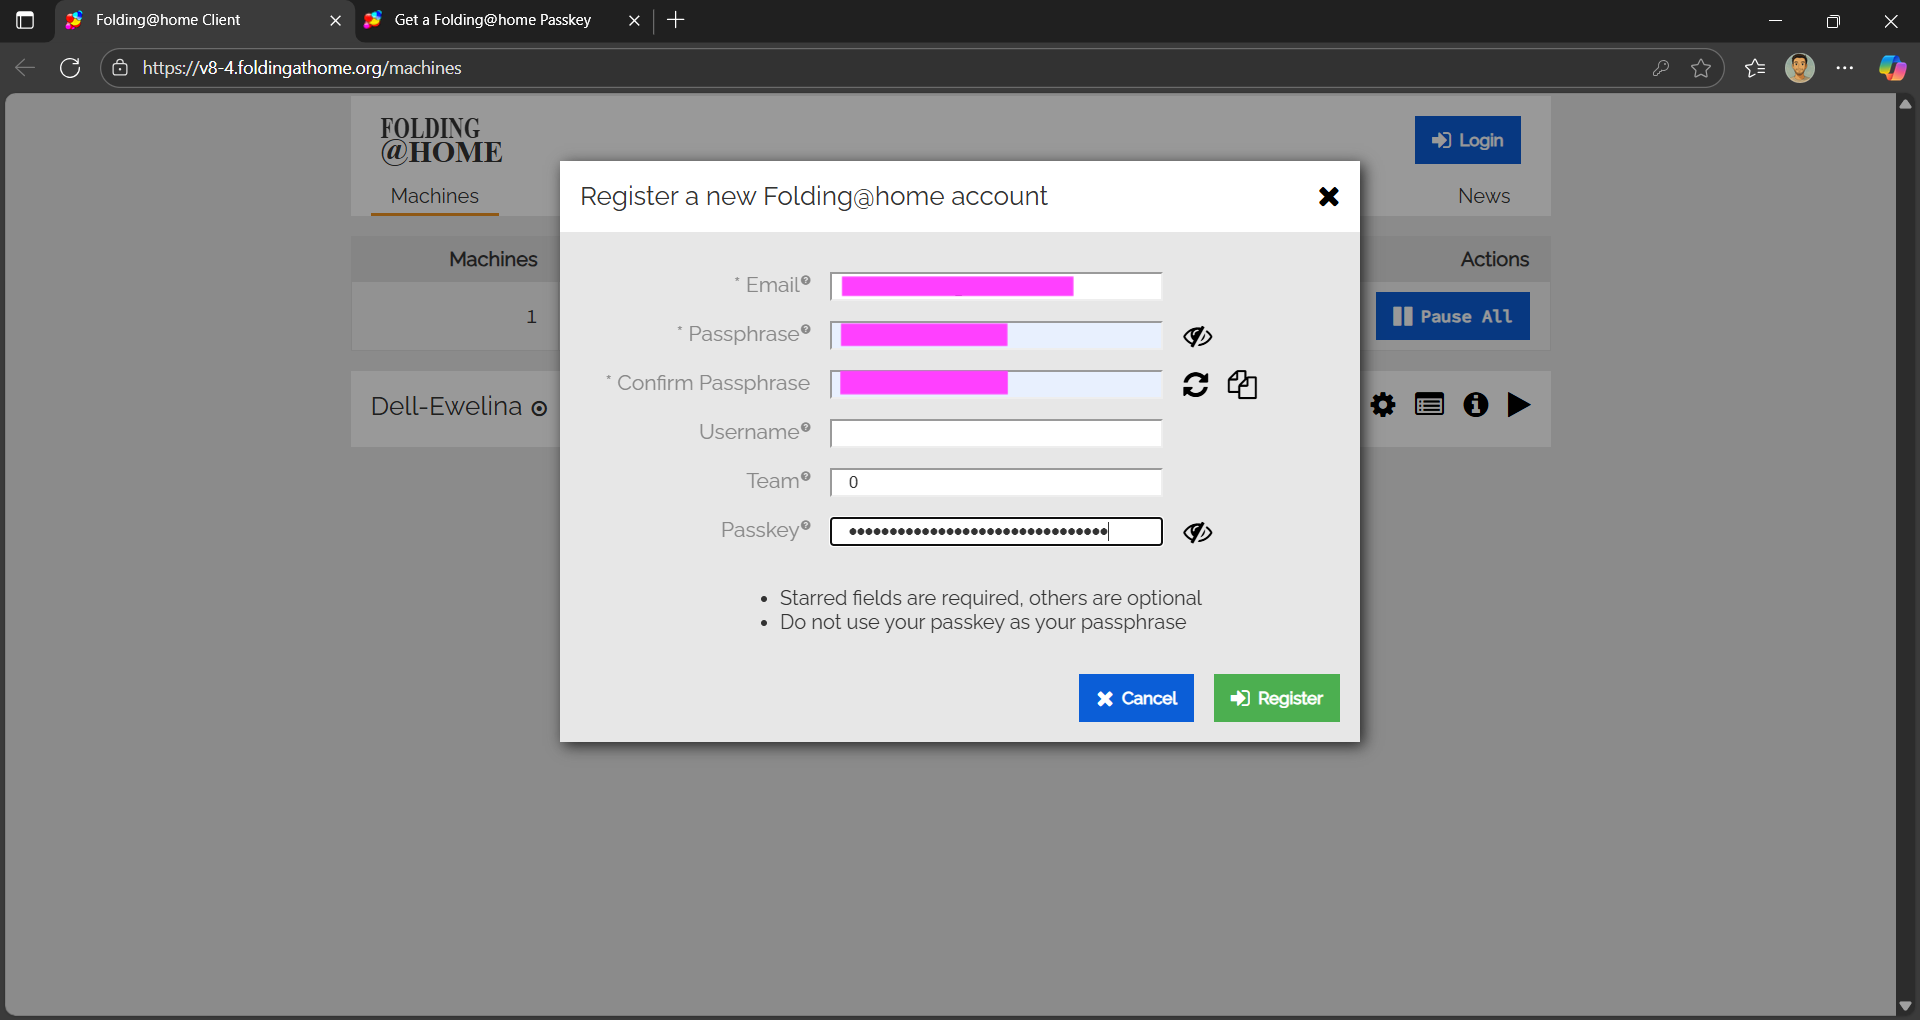 Folding@home Client
Get a Folding@home Passkey
https://v8-4.foldingathome.org/machines
FOLDING
@HOME
Login
Machines
News
Register a new Folding@home account
Machines
Actions
1
Pause All
Dell-Ewelina
* Email
* Passphrase
* Confirm Passphrase
Username
Team
0
Passkey
••••••••••••••••••••••••••••••••
• Starred fields are required, others are optional
• Do not use your passkey as your passphrase
Cancel
Register